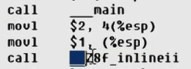 call ___main
movl $2, 4(%esp)
movl $1, (%esp)
call Z8f_inlineii